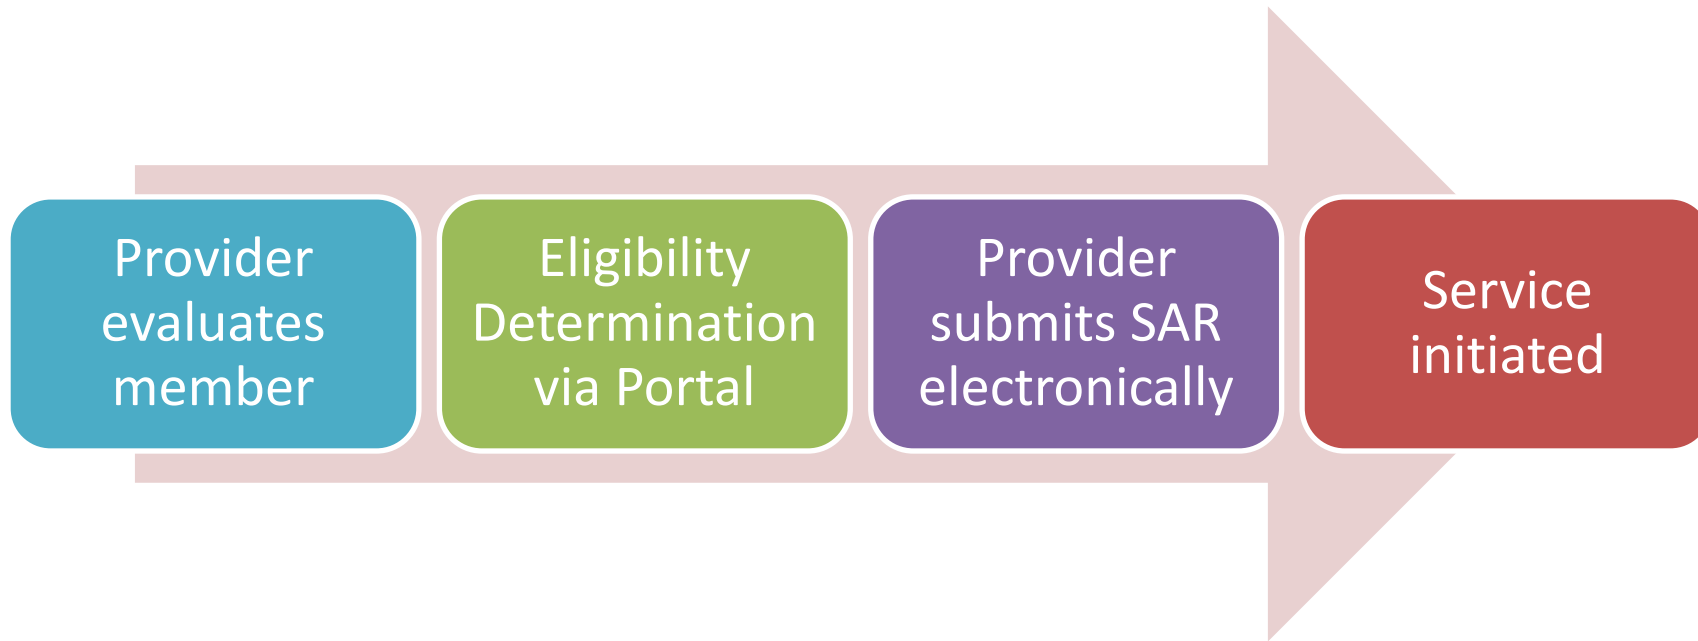 Provider
evaluates
member
Eligibility
Determination
via Portal
Provider
submits SAR
electronically
Service
initiated